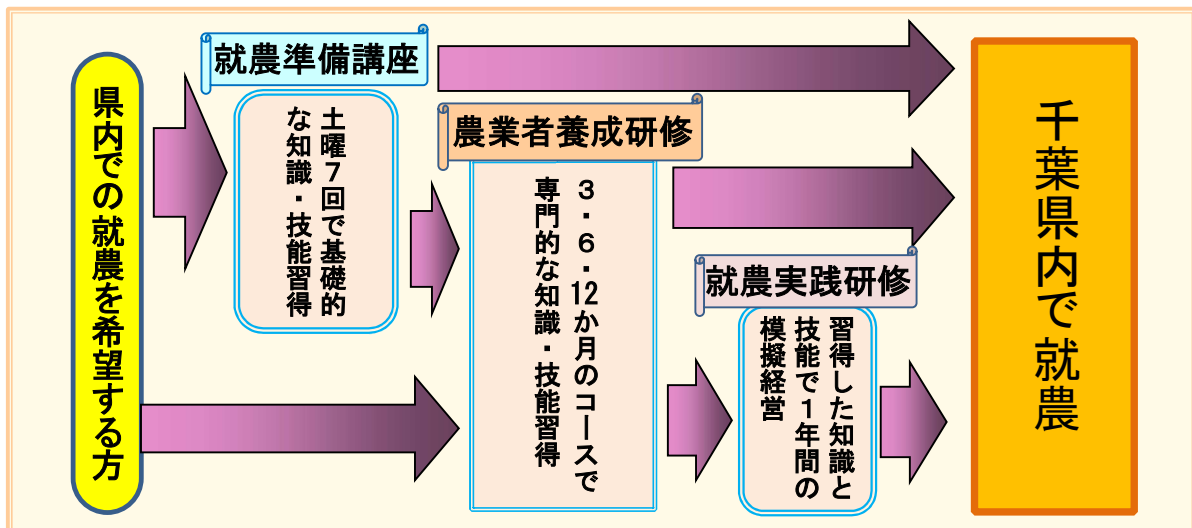 県内での就農を希望する方
就農準備講座
土曜７回で基礎的
な知識・技能習得
農業者養成研修
３・６・12か月のコースで
専門的な知識・技能習得
就農実践研修
習得した知識と
技能で１年間の
模擬経営
千葉県内で就農